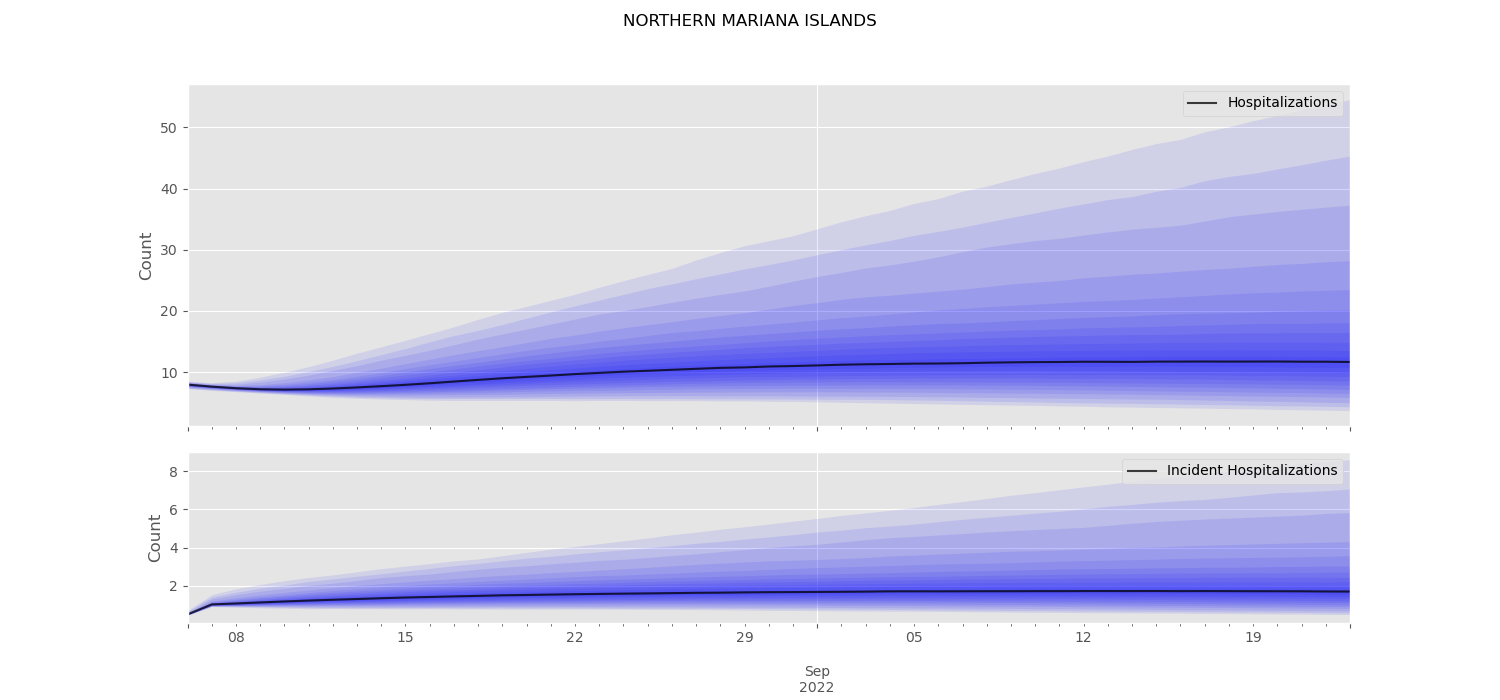 NORTHERN MARIANA ISLANDS
Hospitalizations
Count
50
40
30
20
10
Incident Hospitalizations
Count
8
6
4
2
08 15 22 29 05 12 19
Sep
2022